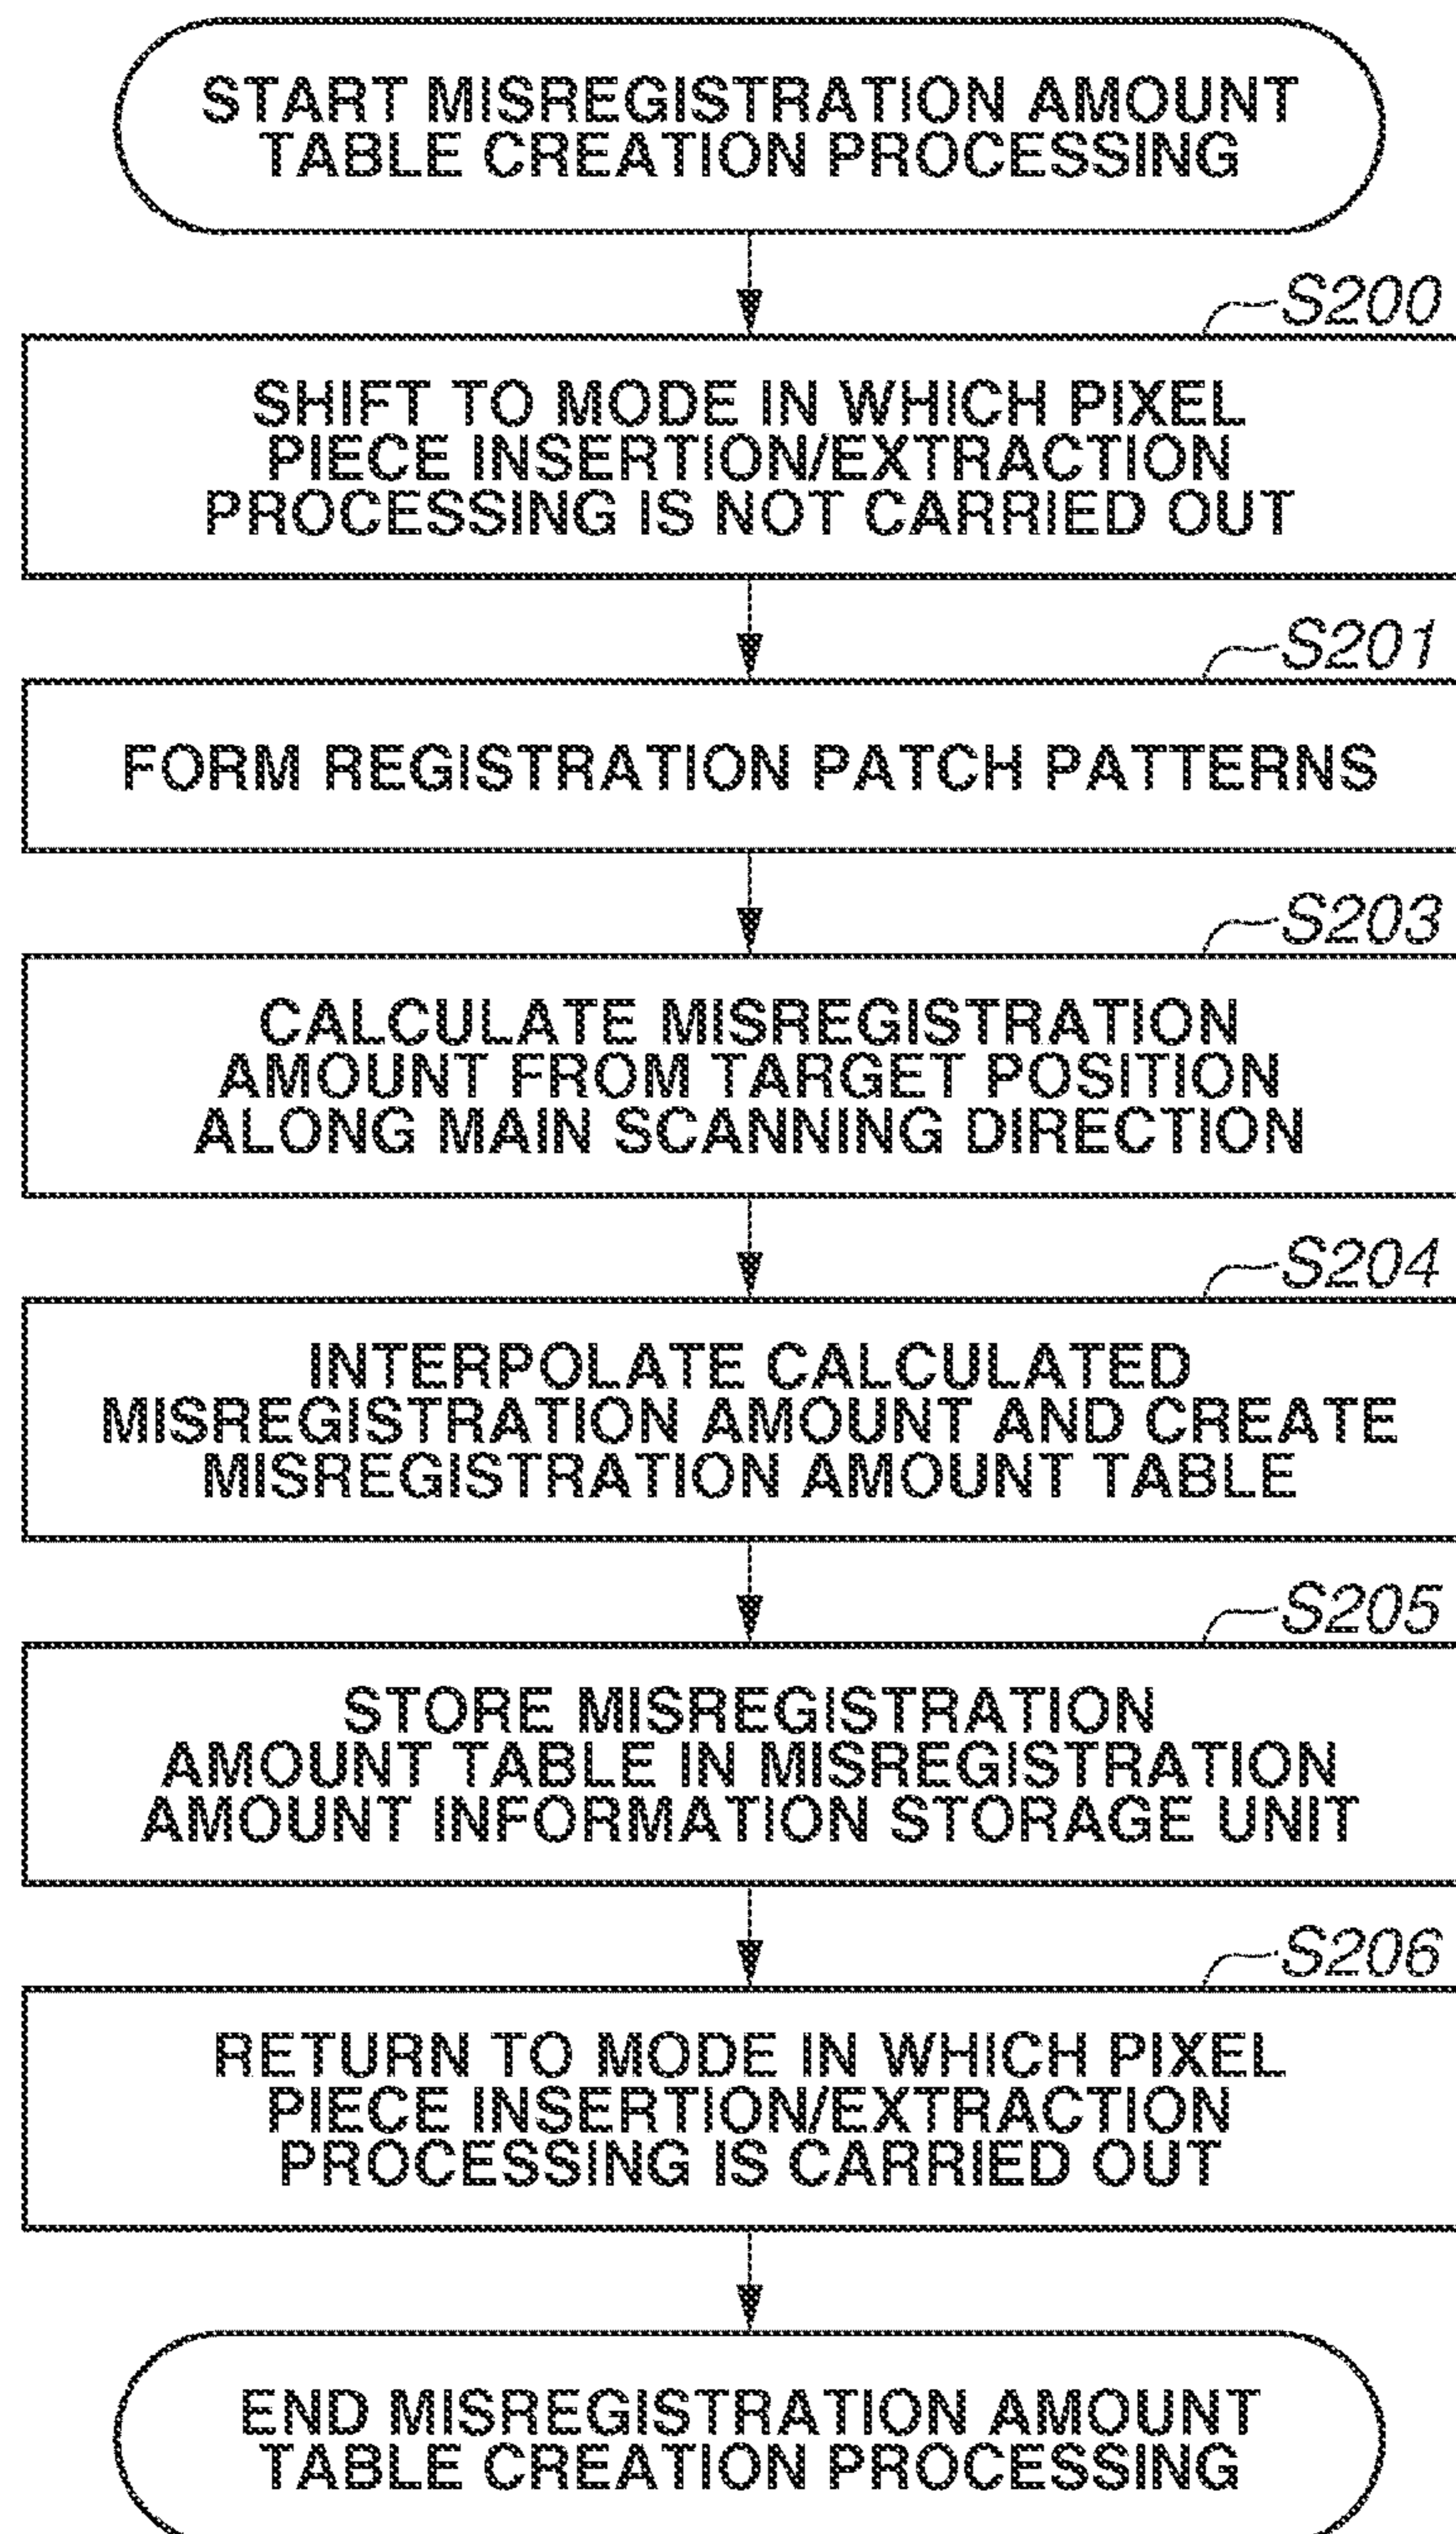 START MISREGISTRATION AMOUNT
TABLE CREATION PROCESSING
S200
SHIFT TO MODE IN WHICH PIXEL
PIECE INSERTION/EXTRACTION
PROCESSING IS NOT CARRIED OUT
S201
FORM REGISTRATION PATCH PATTERNS
S203
CALCULATE MISREGISTRATION
AMOUNT FROM TARGET POSITION
ALONG MAIN SCANNING DIRECTION
S204
INTERPOLATE CALCULATED
MISREGISTRATION AMOUNT AND CREATE
MISREGISTRATION AMOUNT TABLE
S205
STORE MISREGISTRATION
AMOUNT TABLE IN MISREGISTRATION
AMOUNT INFORMATION STORAGE UNIT
S206
RETURN TO MODE IN WHICH PIXEL
PIECE INSERTION/EXTRACTION
PROCESSING IS CARRIED OUT
END MISREGISTRATION AMOUNT
TABLE CREATION PROCESSING